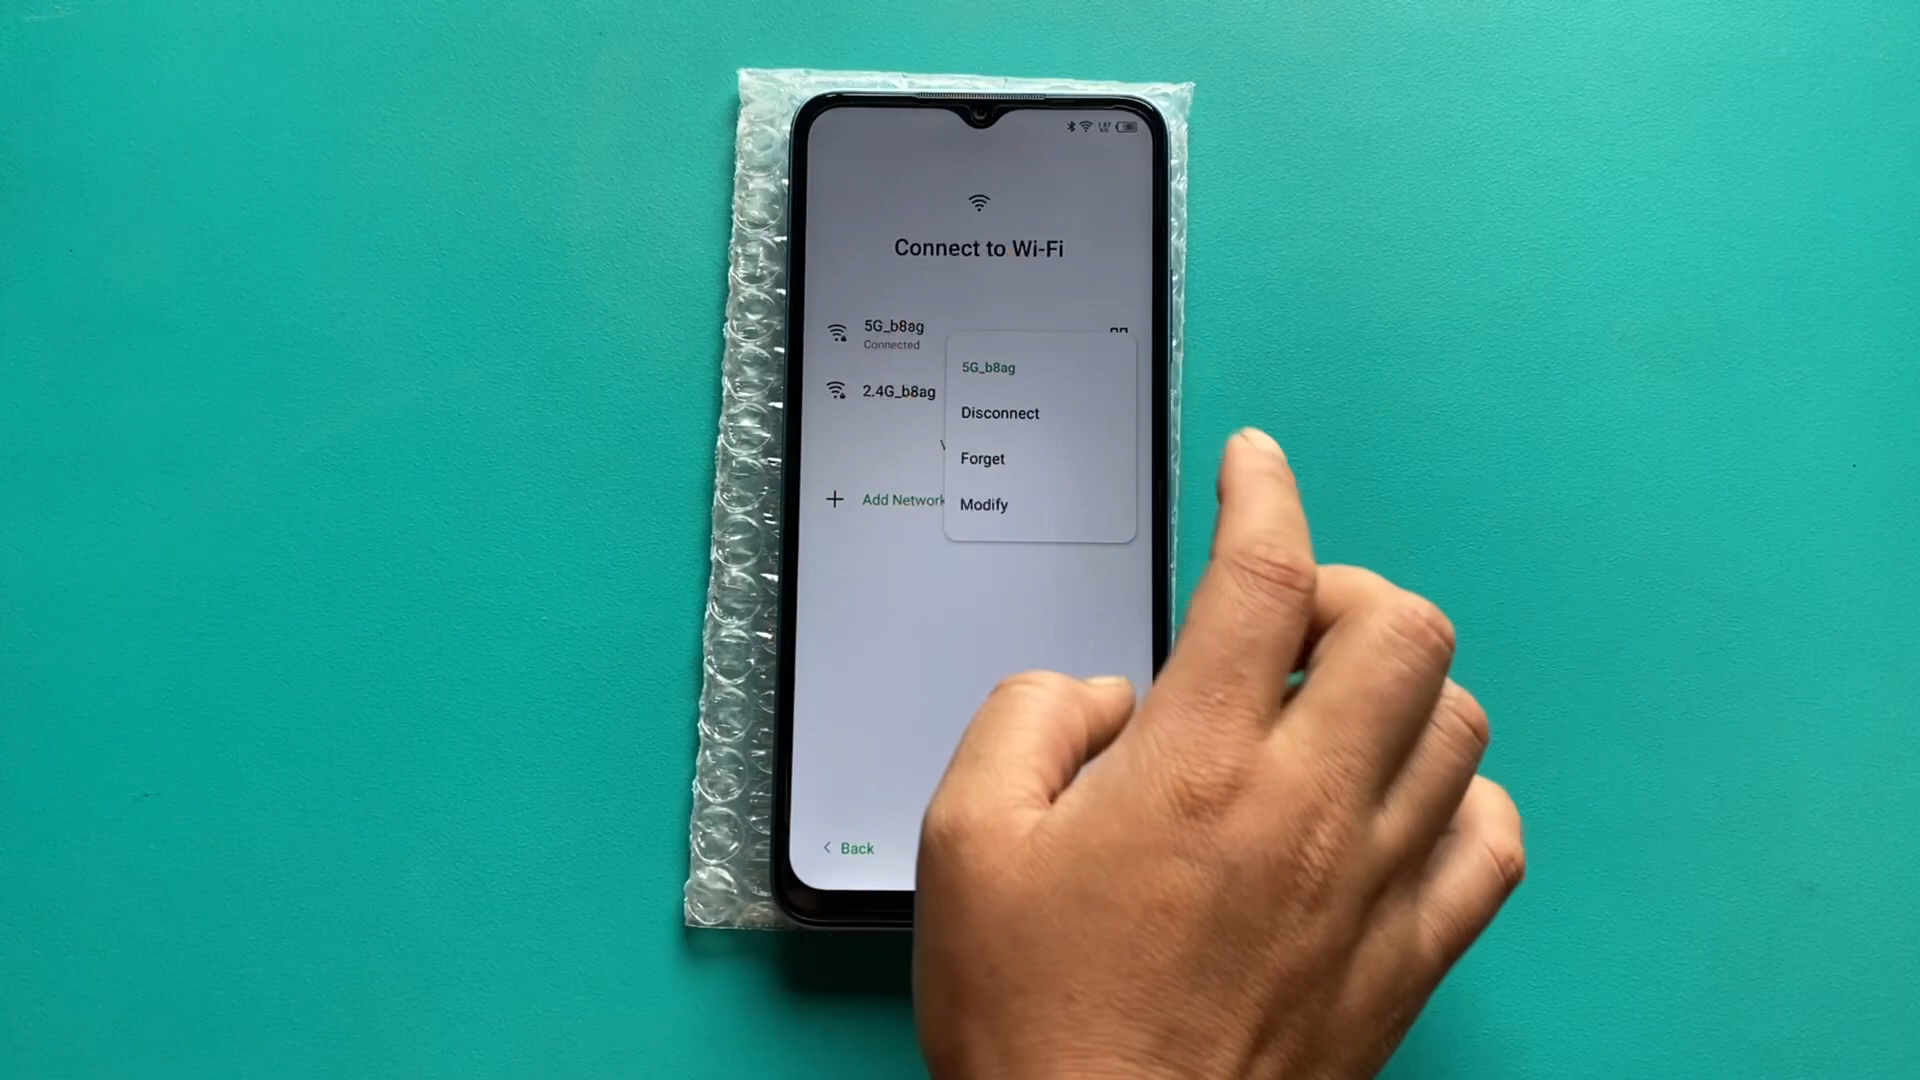 Connect to Wi-Fi
5G_b8ag
Connected
2.4G_b8ag
Add Network
5G_b8ag
Disconnect
Forget
Modify
Back